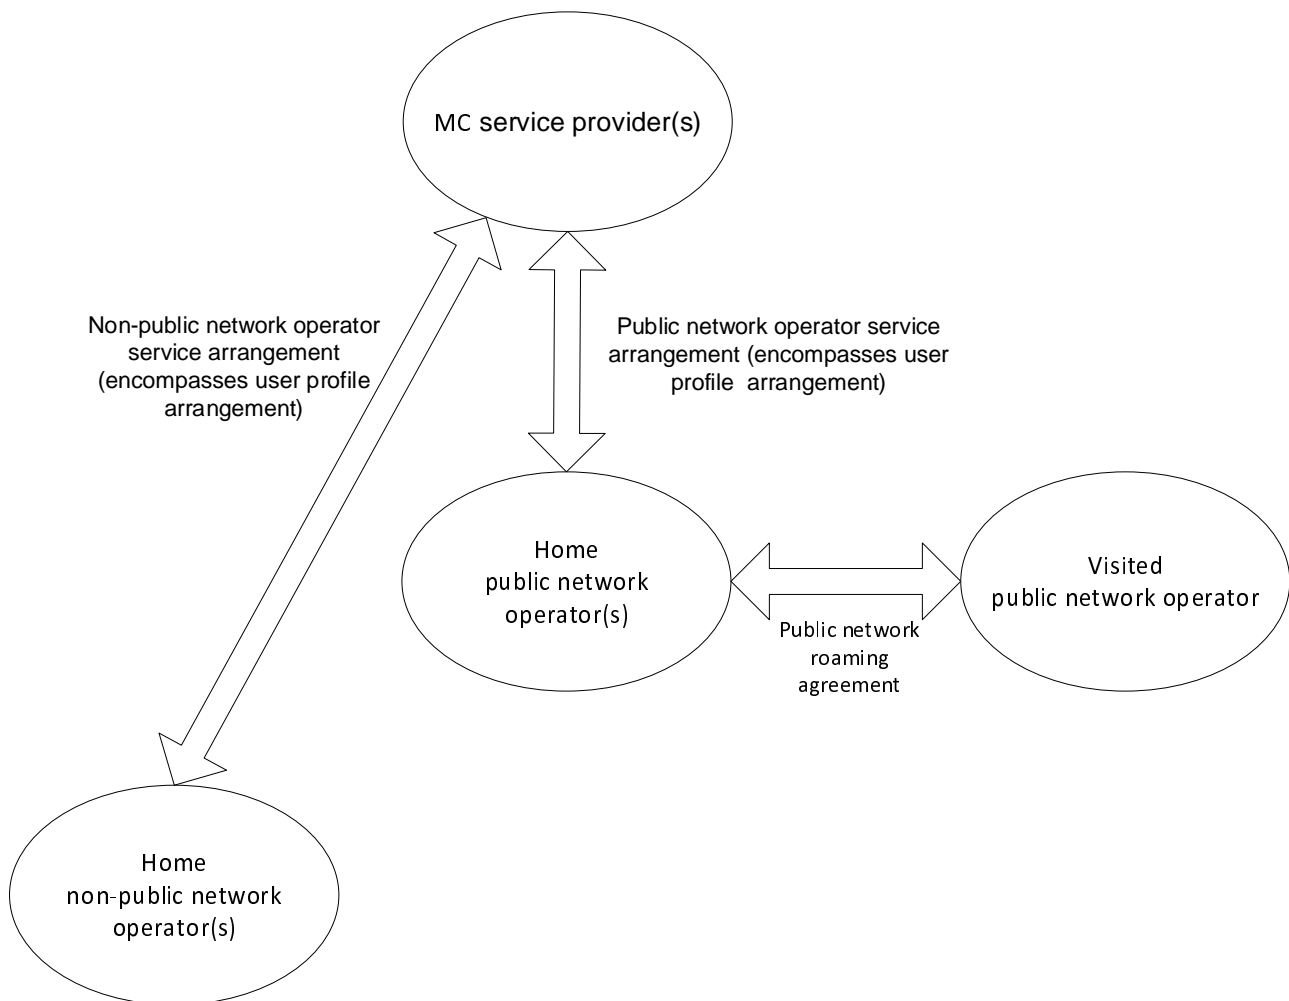 MC service provider(s)
Non-public network operator
service arrangement
(encompasses user profile
arrangement)
Public network operator service
arrangement (encompasses user
profile  arrangement)
Home
public network
operator(s)
Visited
public network operator
Public network
roaming
agreement
Home
non-public network
operator(s)